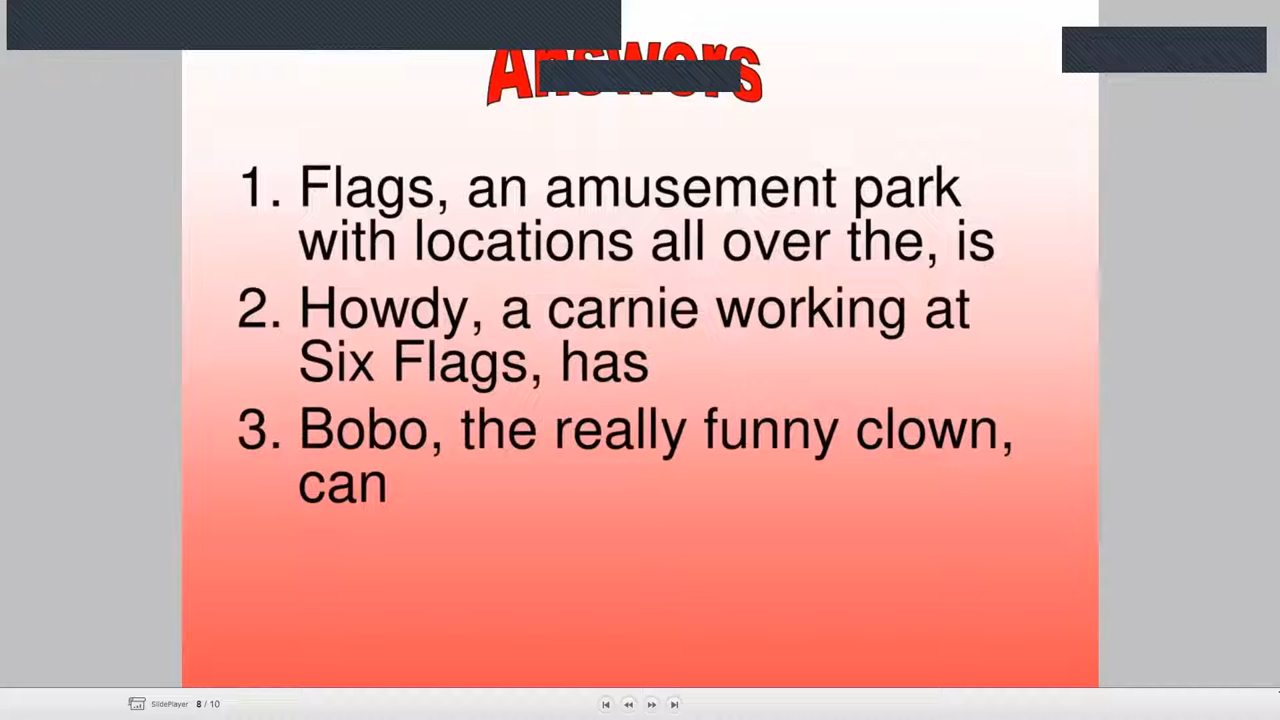 Answers
1. Flags, an amusement park
with locations all over the, is
2. Howdy, a carnie working at
Six Flags, has
3. Bobo, the really funny clown,
can
SlidePlayer 8 / 10